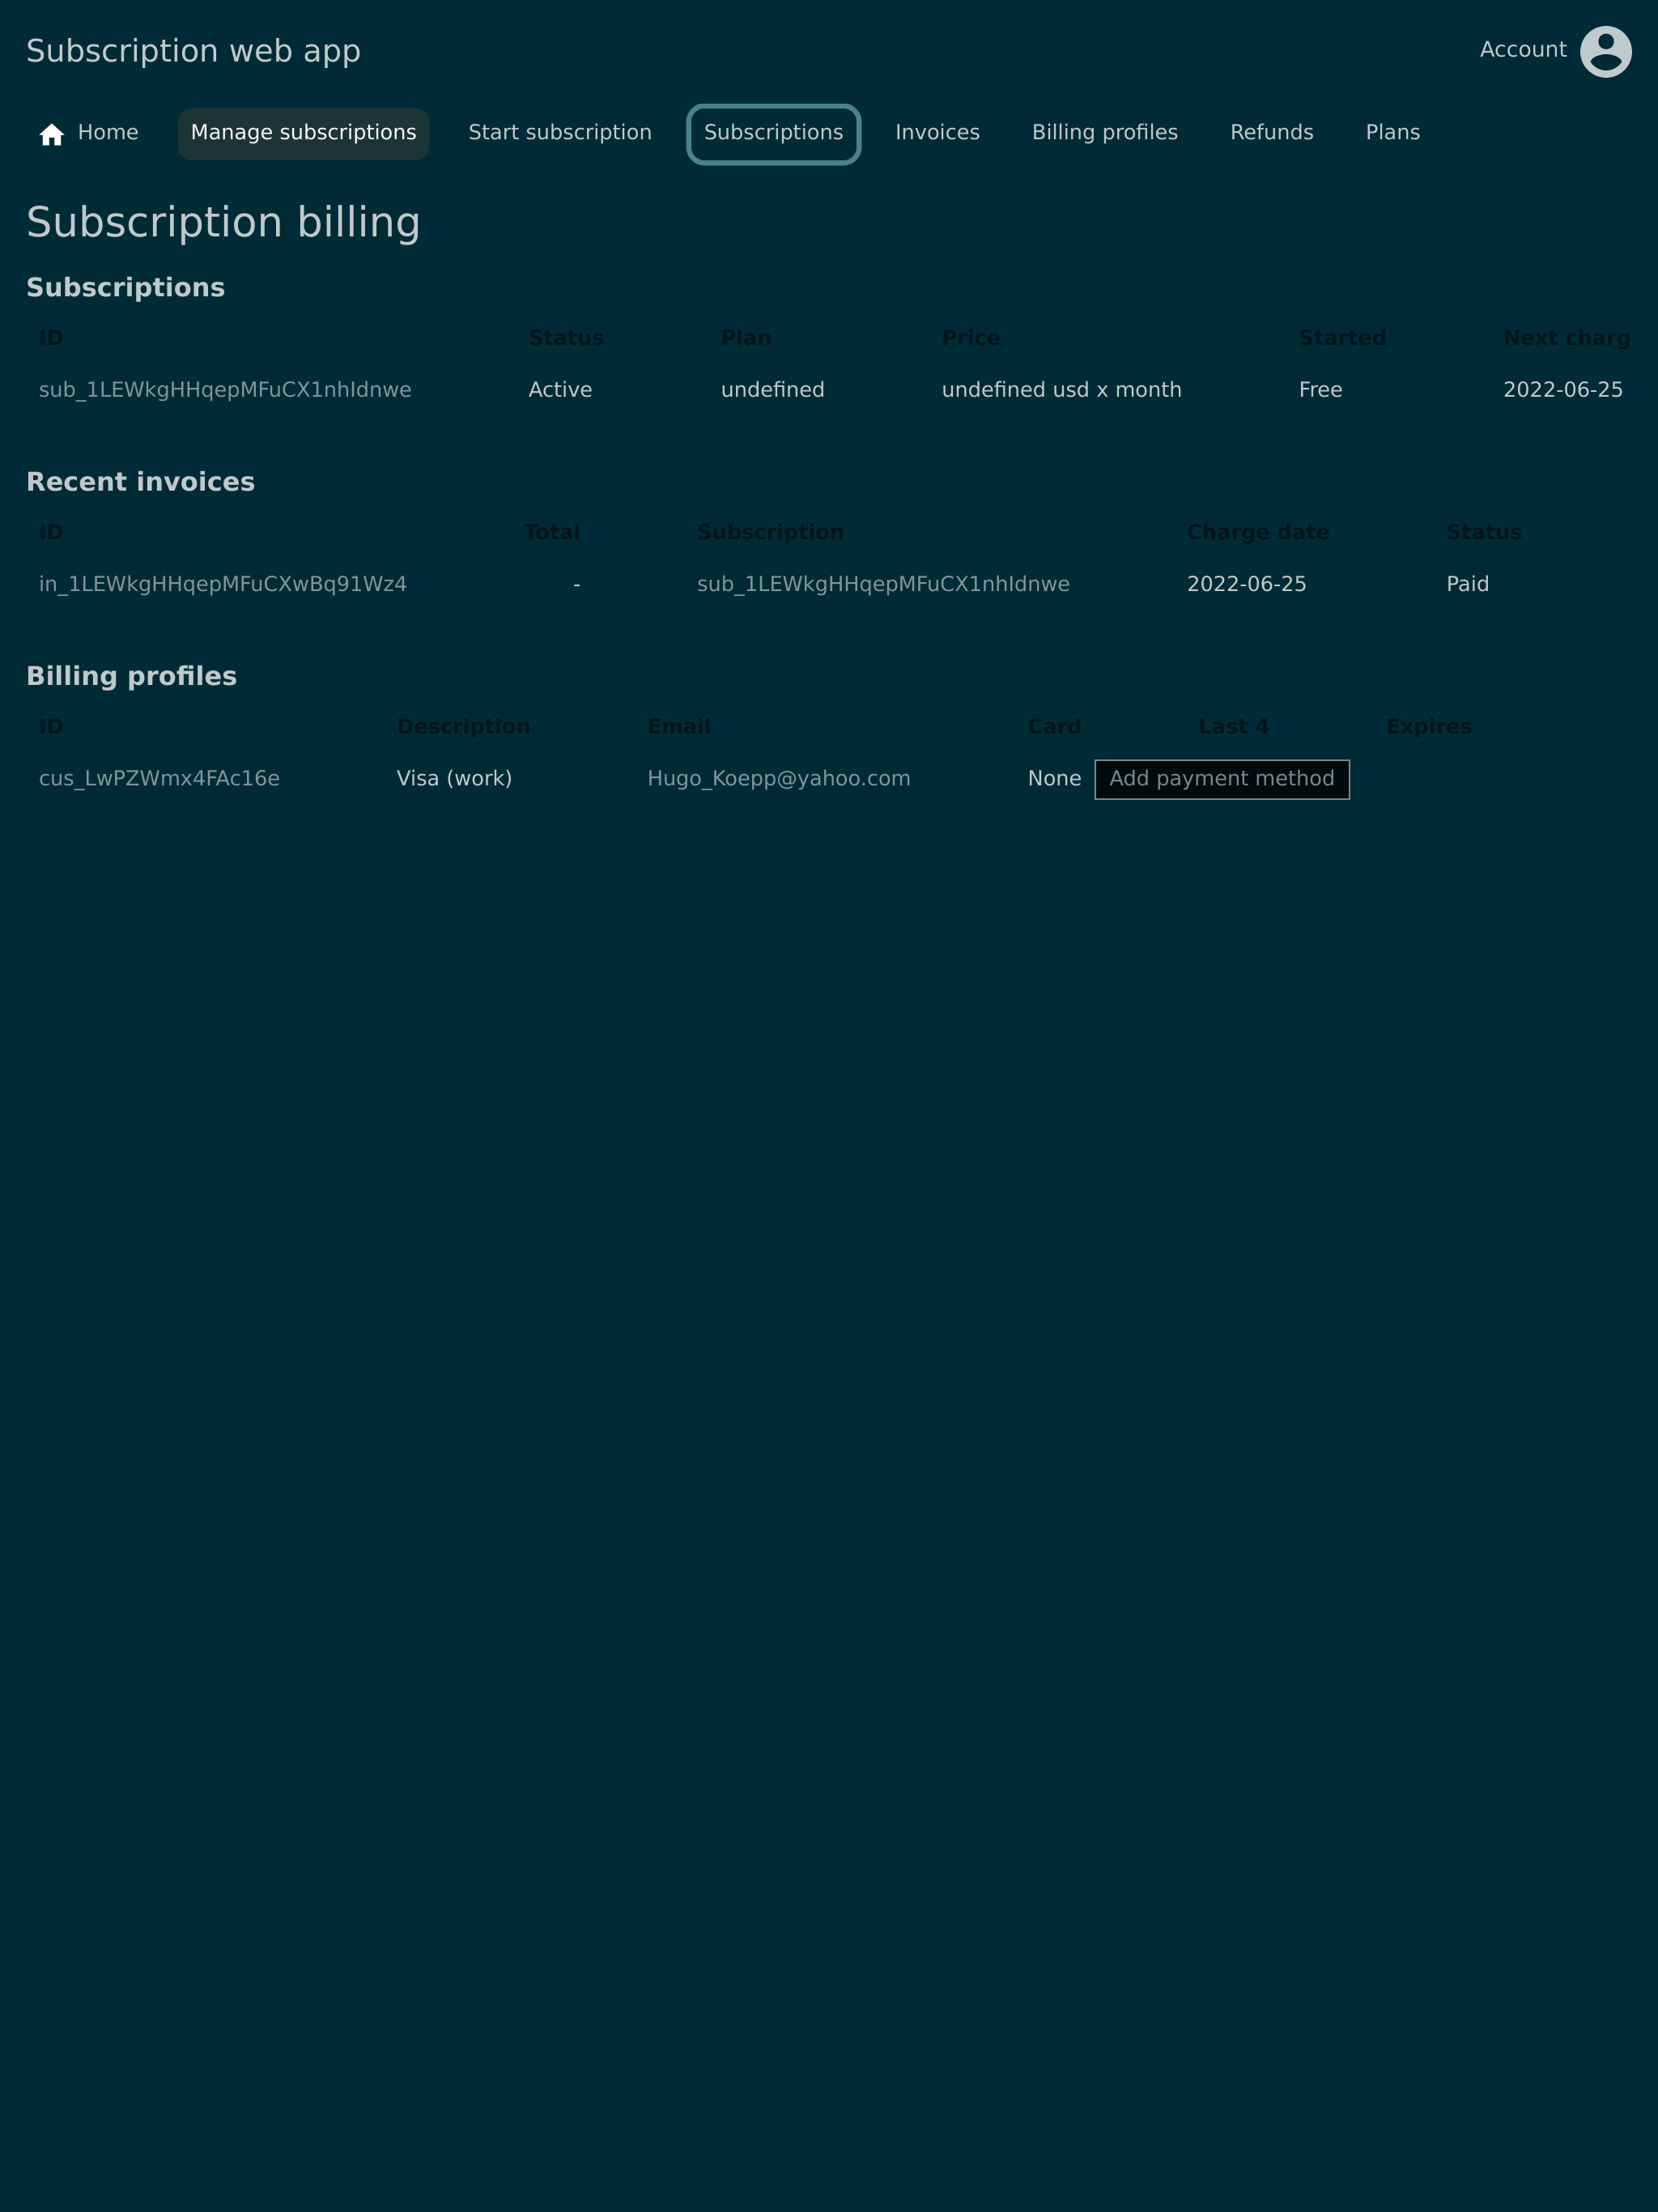 Subscription web app
Account
Home Manage subscriptions Start subscription Subscriptions Invoices Billing profiles Refunds Plans
Subscription billing
Subscriptions
ID Status Plan Price Started Next charg
sub_1LEWkgHHqepMFuCX1nhIdnwe Active undefined undefined usd x month Free 2022-06-25
Recent invoices
ID Total Subscription Charge date Status
in_1LEWkgHHqepMFuCXwBq91Wz4 - sub_1LEWkgHHqepMFuCX1nhIdnwe 2022-06-25 Paid
Billing profiles
ID Description Email Card Last 4 Expires
cus_LwPZWmx4FAc16e Visa (work) Hugo_Koepp@yahoo.com None Add payment method